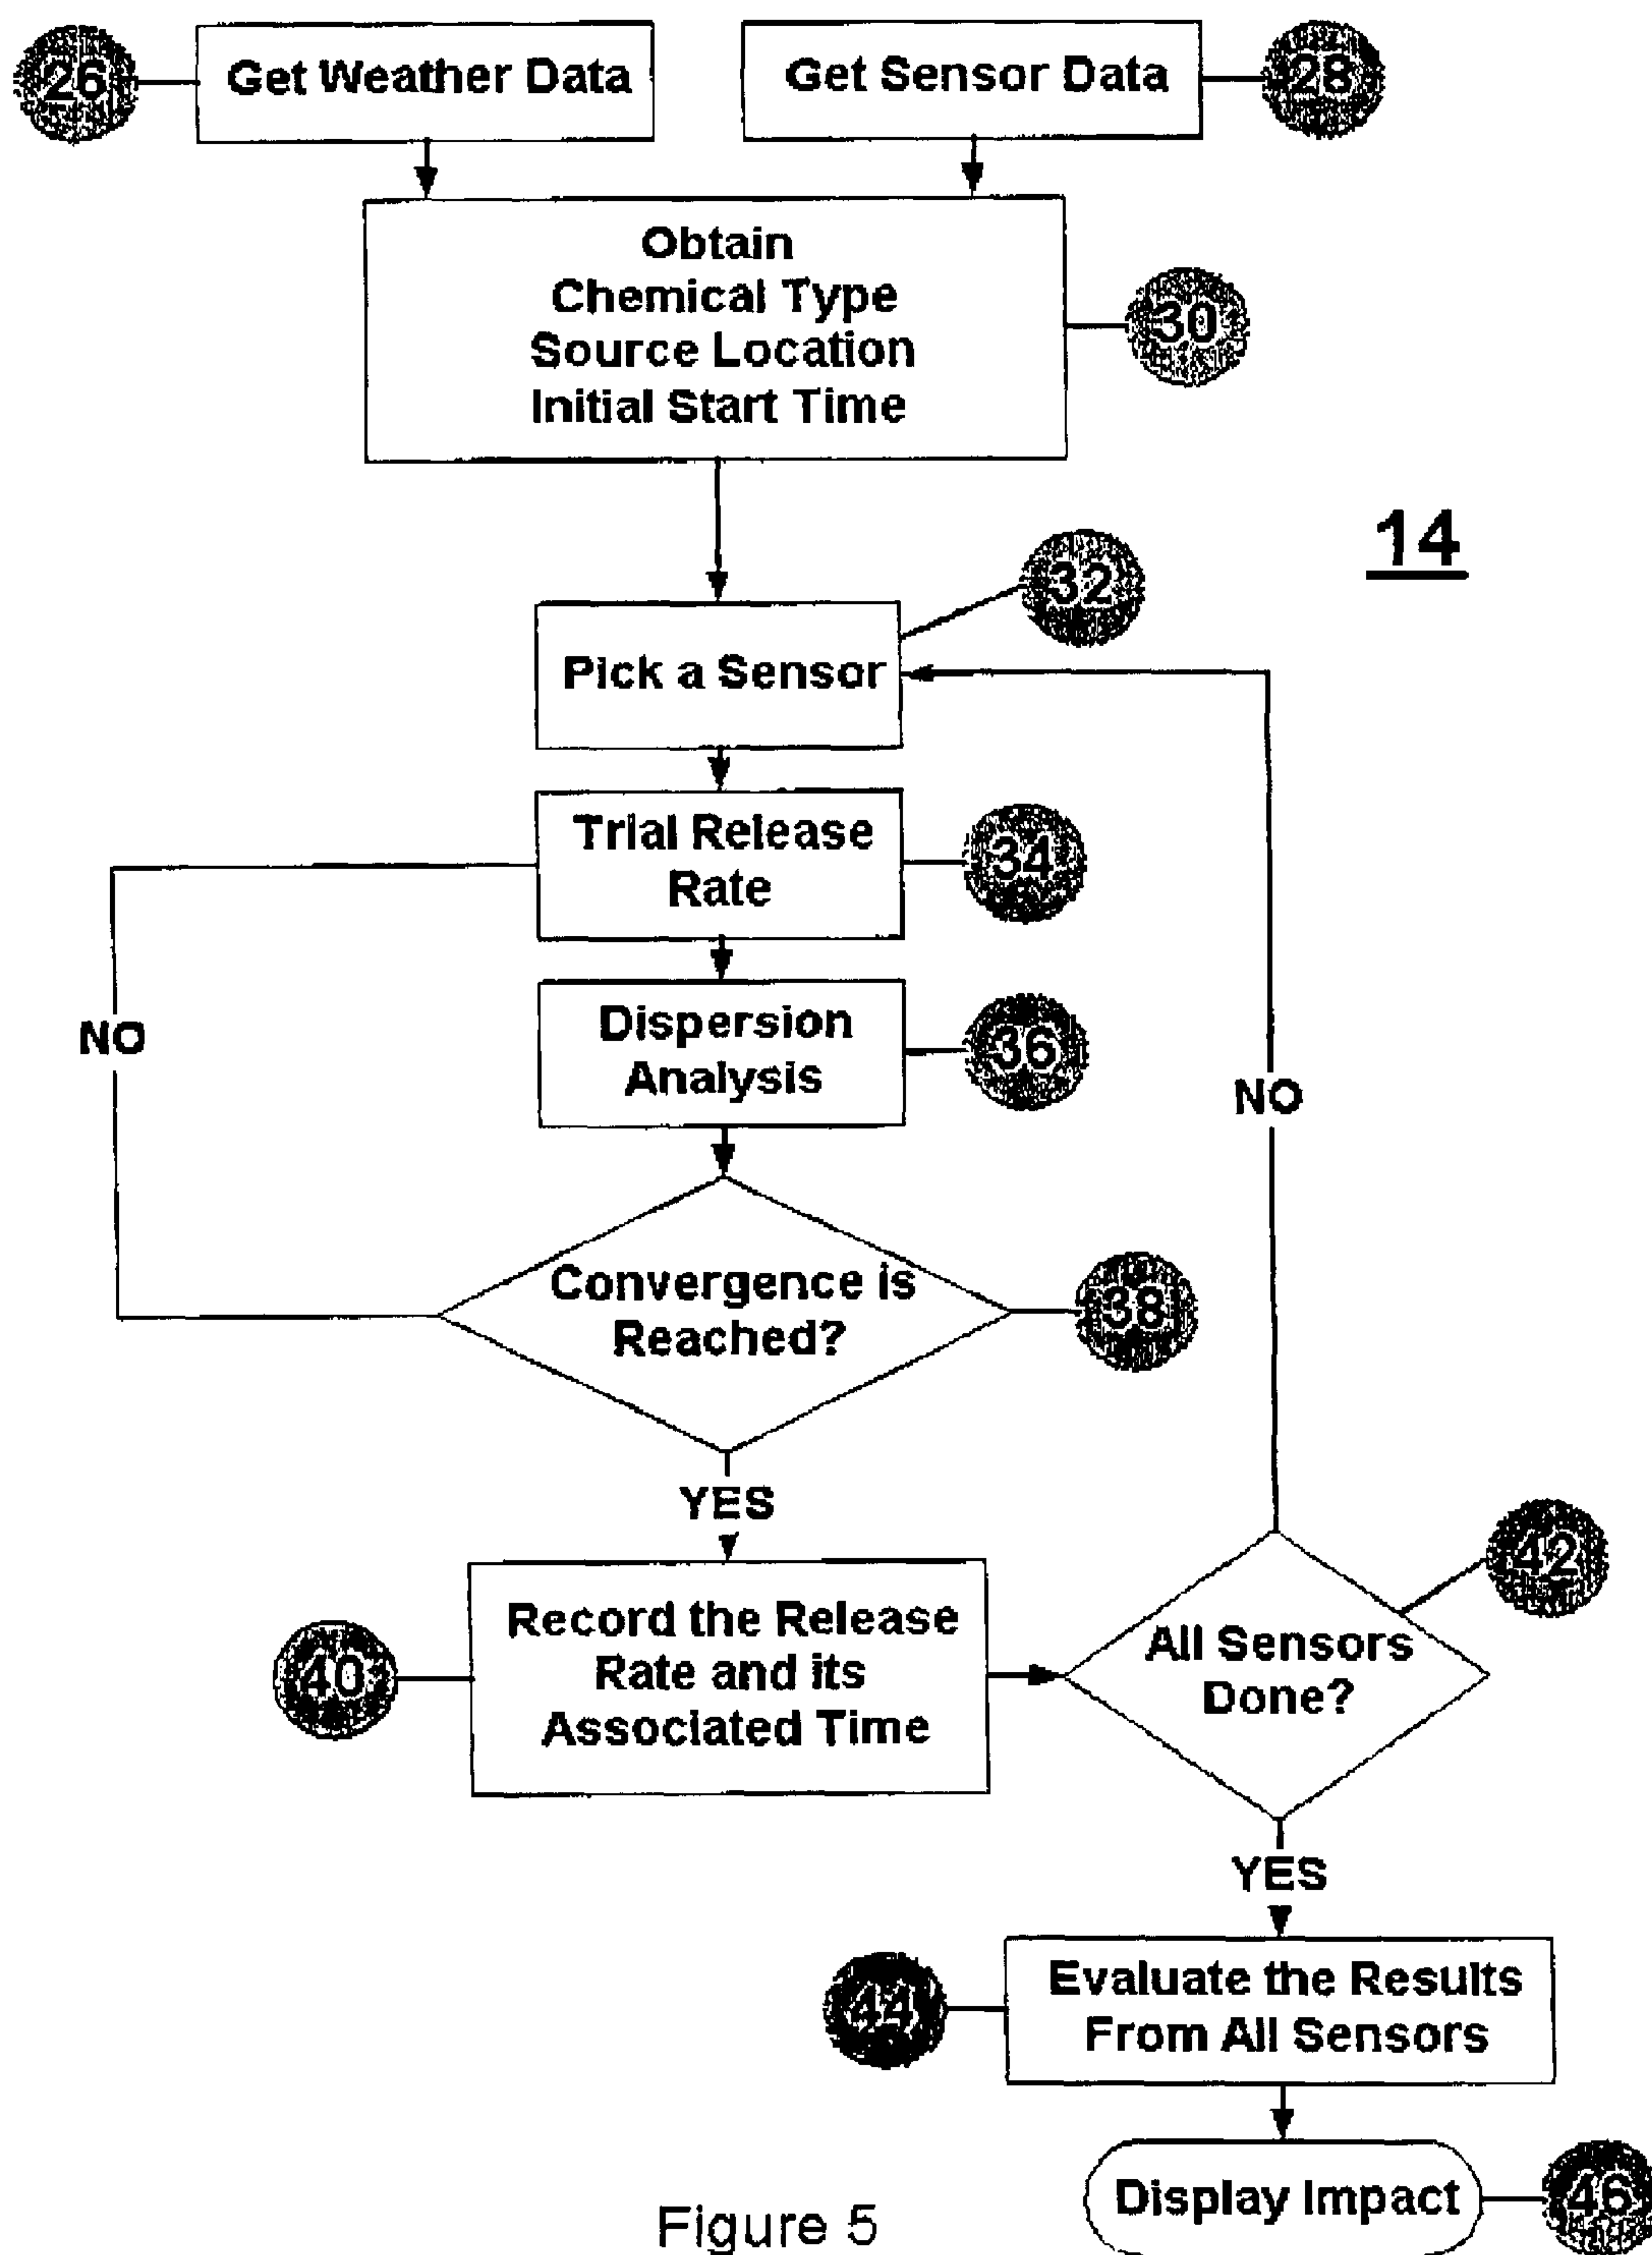 26
Get Weather Data
Get Sensor Data
28
Obtain
Chemical Type
Source Location
Initial Start Time
30
14
32
Pick a Sensor
Trial Release
Rate
34
NO
Dispersion
Analysis
36
NO
Convergence is
Reached?
38
YES
42
40
Record the Release
Rate and its
Associated Time
All Sensors
Done?
YES
44
Evaluate the Results
From All Sensors
Display Impact
46
Figure 5